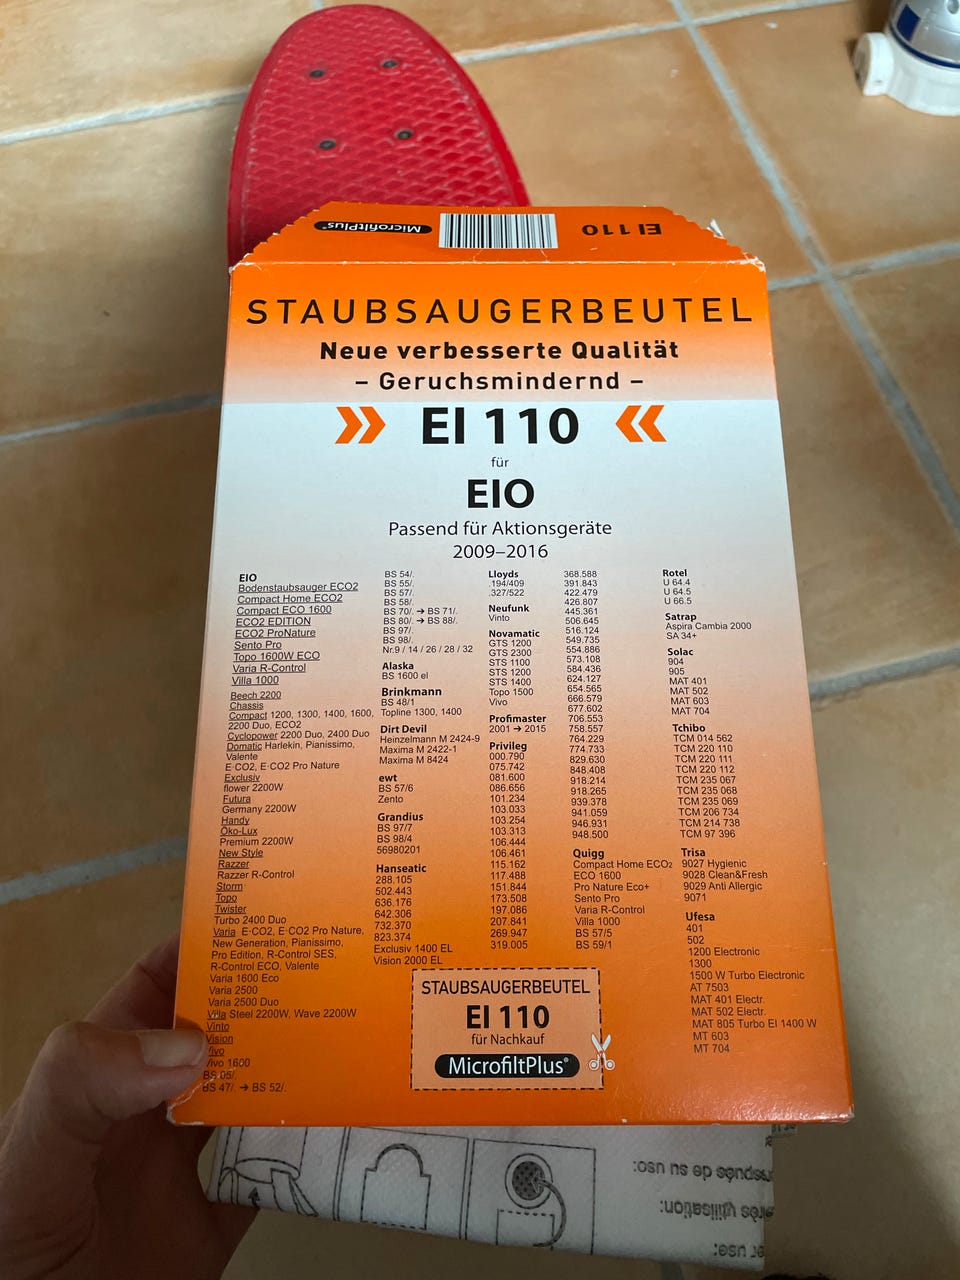 EI 110
MicrofiltPlus®
STAUBSAUGERBEUTEL
Neue verbesserte Qualität
– Geruchsmindernd –
EI 110
für
EIO
Passend für Aktionsgeräte
2009–2016
EIO
Bodenstaubsauger ECO2
Compact Home ECO2
Compact ECO 1600
ECO2 EDITION
ECO2 ProNature
Sento Pro
Topo 1600W ECO
Varia R-Control
Villa 1000
Beech 2200
Chassis
Compact 1200, 1300, 1400, 1600,
2200 Duo, ECO2
Cyclopower 2200 Duo, 2400 Duo
Domatic Harlekin, Pianissimo,
Valente
E·CO2, E·CO2 Pro Nature
Exclusiv
flower 2200W
Futura
Germany 2200W
Handy
Öko-Lux
Premium 2200W
New Style
Razzer
Razzer R-Control
Storm
Topo
Twister
Turbo 2400 Duo
Varia E·CO2, E·CO2 Pro Nature,
New Generation, Pianissimo,
Pro Edition, R-Control SES,
R-Control ECO, Valente
Varia 1600 Eco
Varia 2500
Varia 2500 Duo
Villa Steel 2200W, Wave 2200W
Vinto
Vision
Vivo
Vivo 1600
BS 05/.
BS 47/. ➔ BS 52/.
BS 54/.
BS 55/.
BS 57/.
BS 58/.
BS 70/. ➔ BS 71/.
BS 80/. ➔ BS 88/.
BS 97/.
BS 98/.
Nr.9 / 14 / 26 / 28 / 32
Alaska
BS 1600 el
Brinkmann
BS 48/1
Topline 1300, 1400
Dirt Devil
Heinzelmann M 2424-9
Maxima M 2422-1
Maxima M 8424
ewt
BS 57/6
Zento
Grandius
BS 97/7
BS 98/4
56980201
Hanseatic
288.105
502.443
636.176
642.306
732.370
823.374
Exclusiv 1400 EL
Vision 2000 EL
Lloyds
.194/409
.327/522
Neufunk
Vinto
Novamatic
GTS 1200
GTS 2300
STS 1100
STS 1200
STS 1400
Topo 1500
Vivo
Profimaster
2001 ➔ 2015
Privileg
000.790
075.742
081.600
086.656
101.234
103.033
103.254
103.313
106.444
106.461
115.162
117.488
151.844
173.508
197.086
207.841
269.947
319.005
368.588
391.843
422.479
426.807
445.361
506.645
516.124
549.735
554.886
573.108
584.436
624.127
654.565
666.579
677.602
706.553
758.557
764.229
774.733
829.630
848.408
918.214
918.265
939.378
941.059
946.931
948.500
Quigg
Compact Home ECO2
ECO 1600
Pro Nature Eco+
Sento Pro
Varia R-Control
Villa 1000
BS 57/5
BS 59/1
Rotel
U 64.4
U 64.5
U 66.5
Satrap
Aspira Cambia 2000
SA 34+
Solac
904
905
MAT 401
MAT 502
MAT 603
MAT 704
Tchibo
TCM 014 562
TCM 220 110
TCM 220 111
TCM 220 112
TCM 235 067
TCM 235 068
TCM 235 069
TCM 206 734
TCM 214 738
TCM 97 396
Trisa
9027 Hygienic
9028 Clean&Fresh
9029 Anti Allergic
9071
Ufesa
401
502
1200 Electronic
1300
1500 W Turbo Electronic
AT 7503
MAT 401 Electr.
MAT 502 Electr.
MAT 805 Turbo EI 1400 W
MT 603
MT 704
STAUBSAUGERBEUTEL
EI 110
für Nachkauf
MicrofiltPlus®
de su uso:
utilisation:
use: